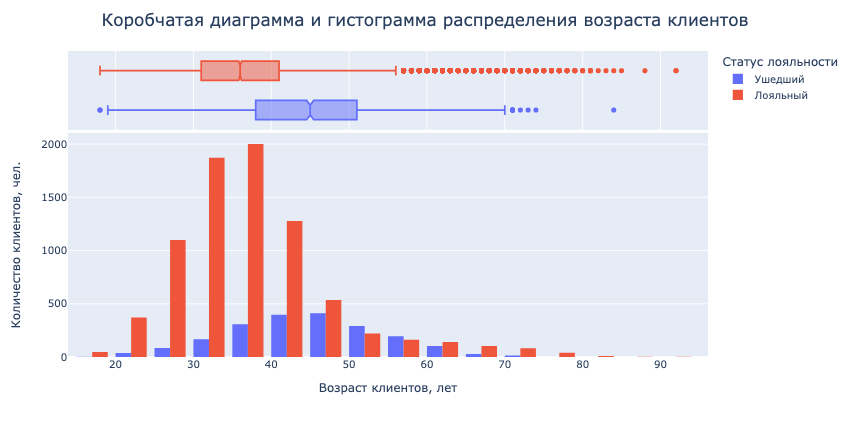 Коробчатая диаграмма и гистограмма распределения возраста клиентов
Статус лояльности
Ушедший
Лояльный
Количество клиентов, чел.
2000
1500
1000
500
0
20 30 40 50 60 70 80 90
Возраст клиентов, лет